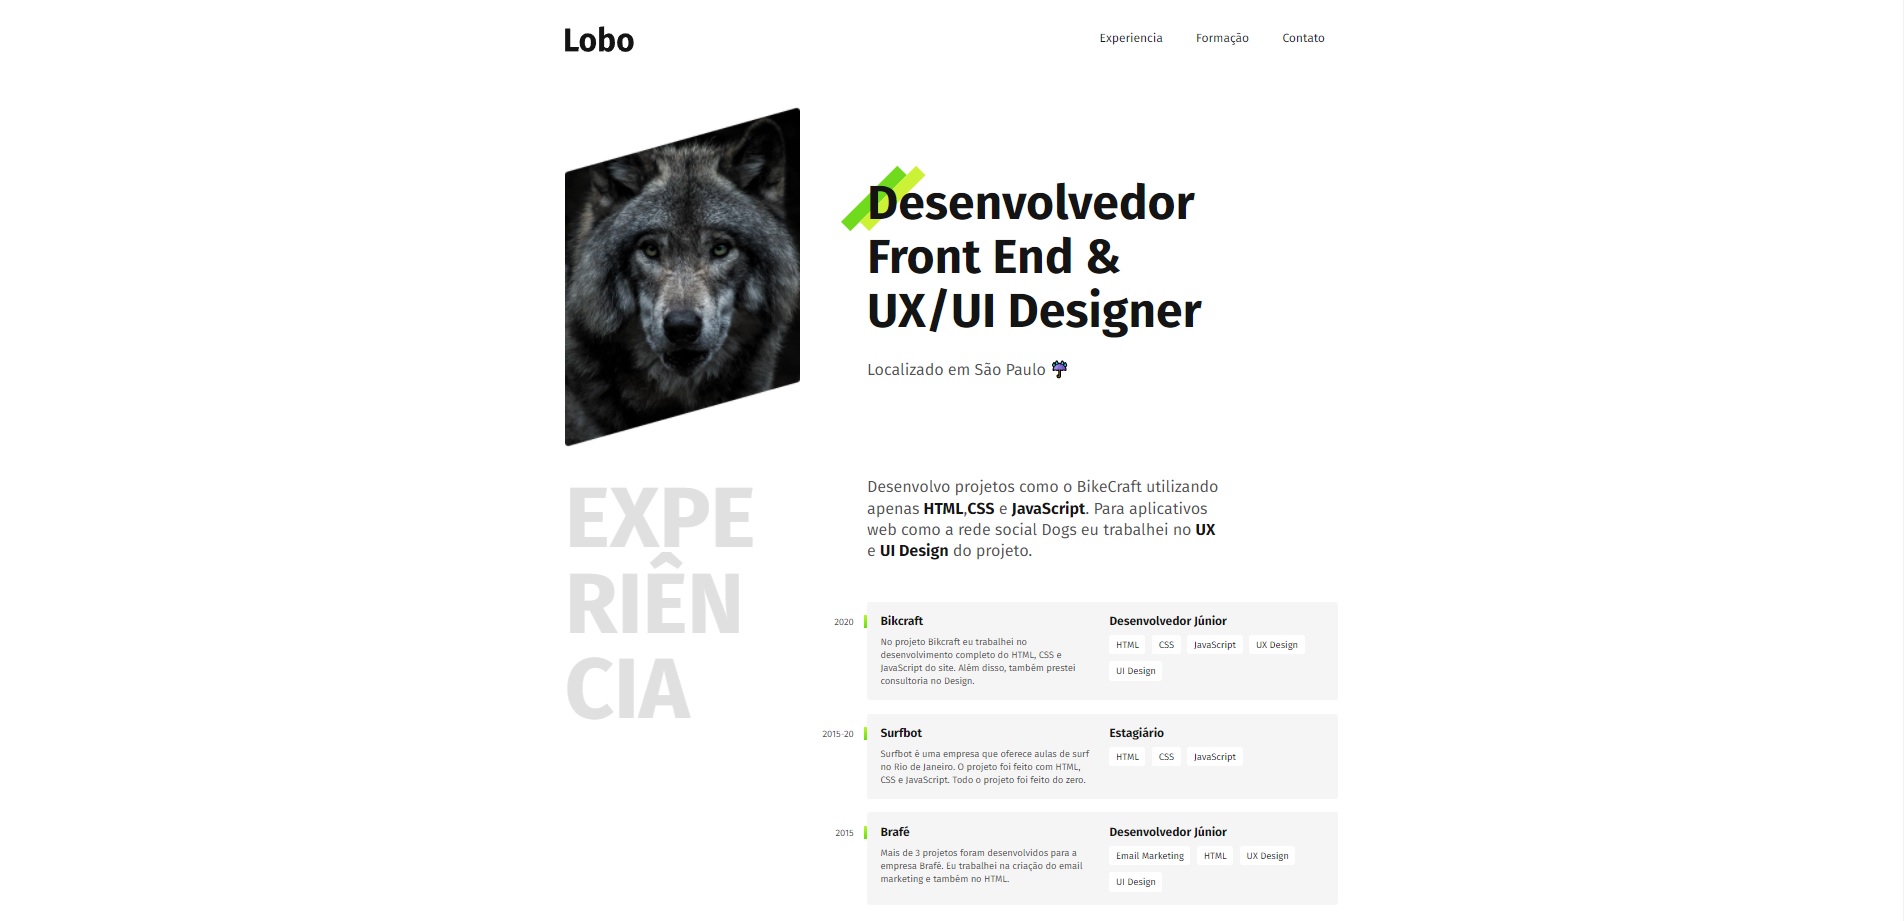 Lobo
Experiencia
Formação
Contato
Desenvolvedor
Front End &
UX/UI Designer
Localizado em São Paulo
EXPE
RIÊN
CIA
Desenvolvo projetos como o BikeCraft utilizando
apenas HTML,CSS e JavaScript. Para aplicativos
web como a rede social Dogs eu trabalhei no UX
e UI Design do projeto.
2020
Bikcraft
No projeto Bikcraft eu trabalhei no
desenvolvimento completo do HTML, CSS e
JavaScript do site. Além disso, também prestei
consultoria no Design.
Desenvolvedor Júnior
HTML CSS JavaScript UX Design
UI Design
2015-20
Surfbot
Surfbot é uma empresa que oferece aulas de surf
no Rio de Janeiro. O projeto foi feito com HTML,
CSS e JavaScript. Todo o projeto foi feito do zero.
Estagiário
HTML CSS JavaScript
2015
Brafé
Mais de 3 projetos foram desenvolvidos para a
empresa Brafé. Eu trabalhei na criação do email
marketing e também no HTML.
Desenvolvedor Júnior
Email Marketing HTML UX Design
UI Design